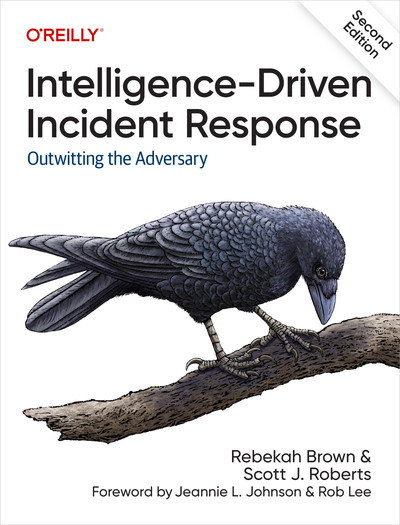 O'REILLY®
Second
Edition
Intelligence-Driven
Incident Response
Outwitting the Adversary
Rebekah Brown &
Scott J. Roberts
Foreword by Jeannie L. Johnson & Rob Lee